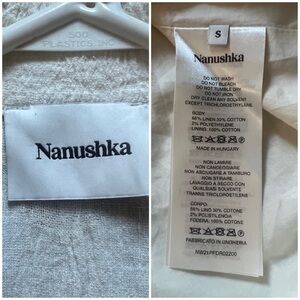 SGO
PLASTICS INC
Nanushka
S
Nanushka
DO NOT WASH
DO NOT BLEACH
DO NOT TUMBLE DRY
DO NOT IRON
DRY CLEAN ANY SOLVENT
EXCEPT TRICHLOROETHYLENE
BODY:
68% LINEN 30% COTTON
2% POLYETHYLENE
LINING: 100% COTTON
MADE IN HUNGARY
NON LAVARE
NON CANDEGGIARE
NON ASCIUGARE A TAMBURO
NON STIRARE
LAVAGGIO A SECCO CON
QUALSIASI SOLVENTE
TRANNE TRICLOROETILENE
CORPO:
68% LINO 30% COTONE
2% POLIETILENE
FODERA: 100% COTONE
FABBRICATO IN UNGHERIA